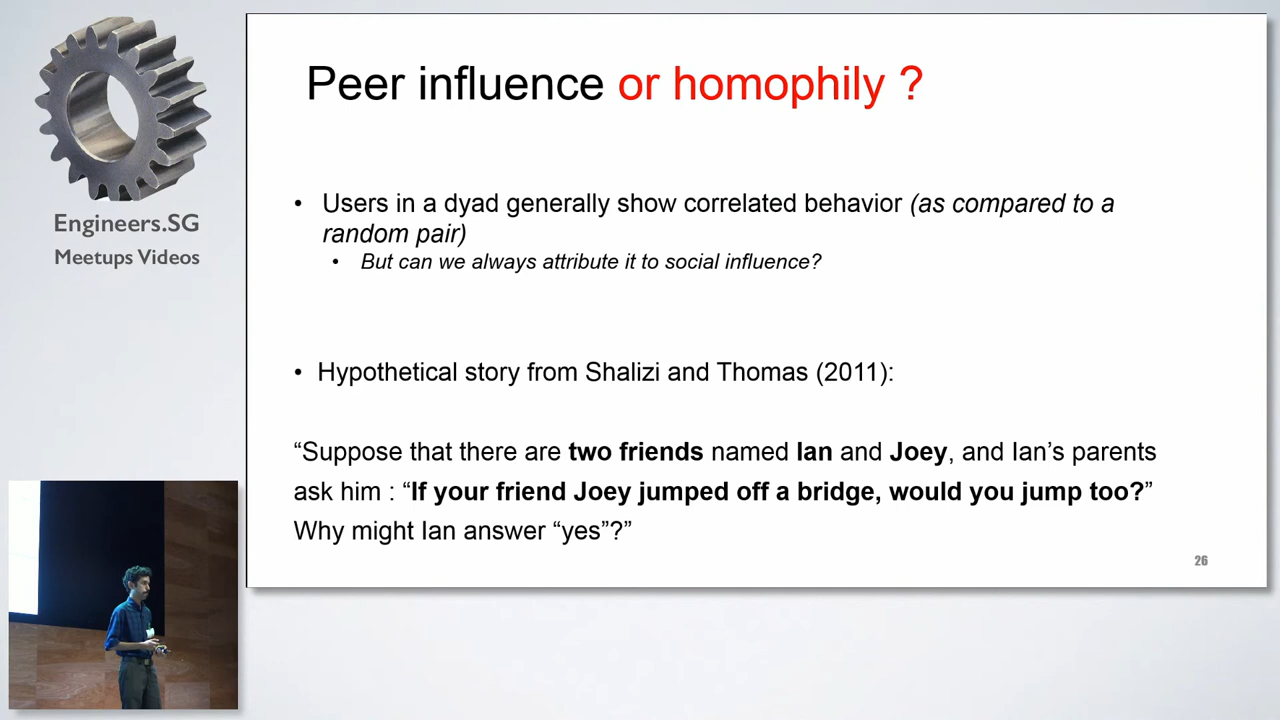 Engineers.SG
Meetups Videos
Peer influence or homophily ?
• Users in a dyad generally show correlated behavior (as compared to a
random pair)
• But can we always attribute it to social influence?
• Hypothetical story from Shalizi and Thomas (2011):
“Suppose that there are two friends named Ian and Joey, and Ian’s parents
ask him : “If your friend Joey jumped off a bridge, would you jump too?”
Why might Ian answer “yes”?”
26